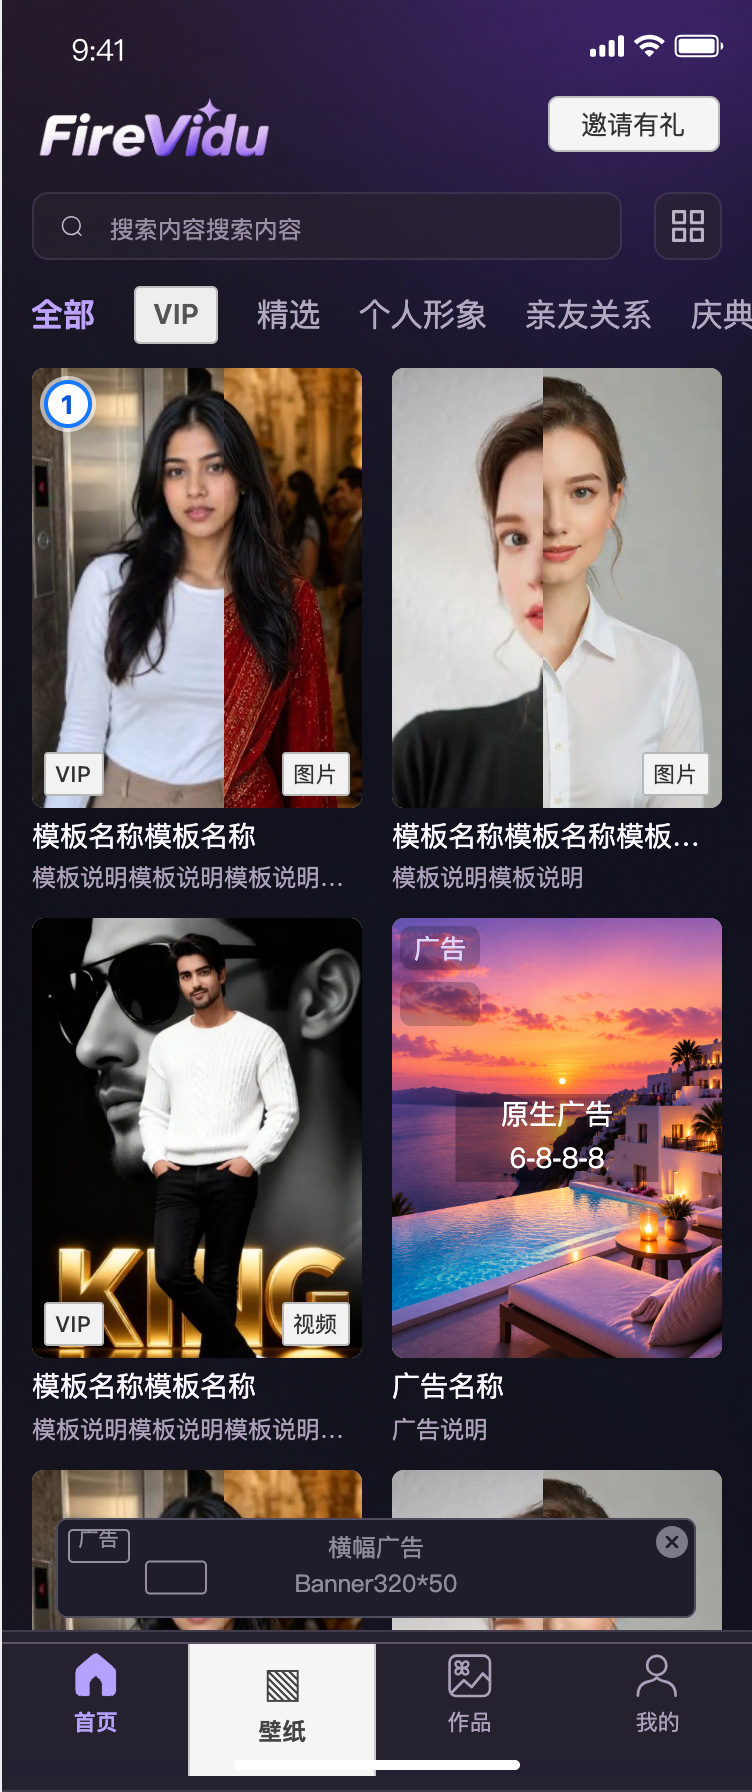 9:41
FireVidu
邀请有礼
搜索内容搜索内容
全部 VIP 精选 个人形象 亲友关系 庆典
1
VIP 图片
图片
模板名称模板名称
模板说明模板说明模板说明...
模板名称模板名称模板...
模板说明模板说明
KING
VIP 视频
广告
原生广告
6-8-8-8
模板名称模板名称
模板说明模板说明模板说明...
广告名称
广告说明
广告
横幅广告
Banner320*50
首页 壁纸 作品 我的